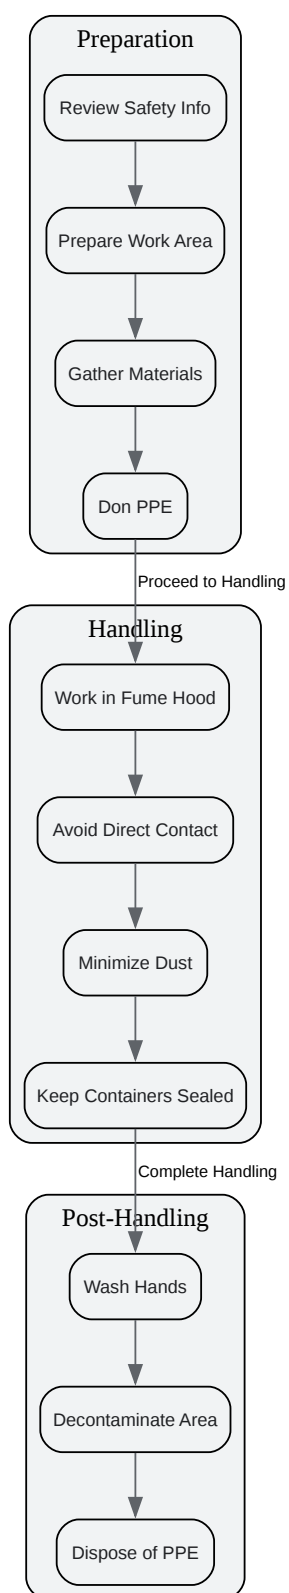 Preparation
Review Safety Info
Prepare Work Area
Gather Materials
Don PPE
Proceed to Handling
Handling
Work in Fume Hood
Avoid Direct Contact
Minimize Dust
Keep Containers Sealed
Complete Handling
Post-Handling
Wash Hands
Decontaminate Area
Dispose of PPE